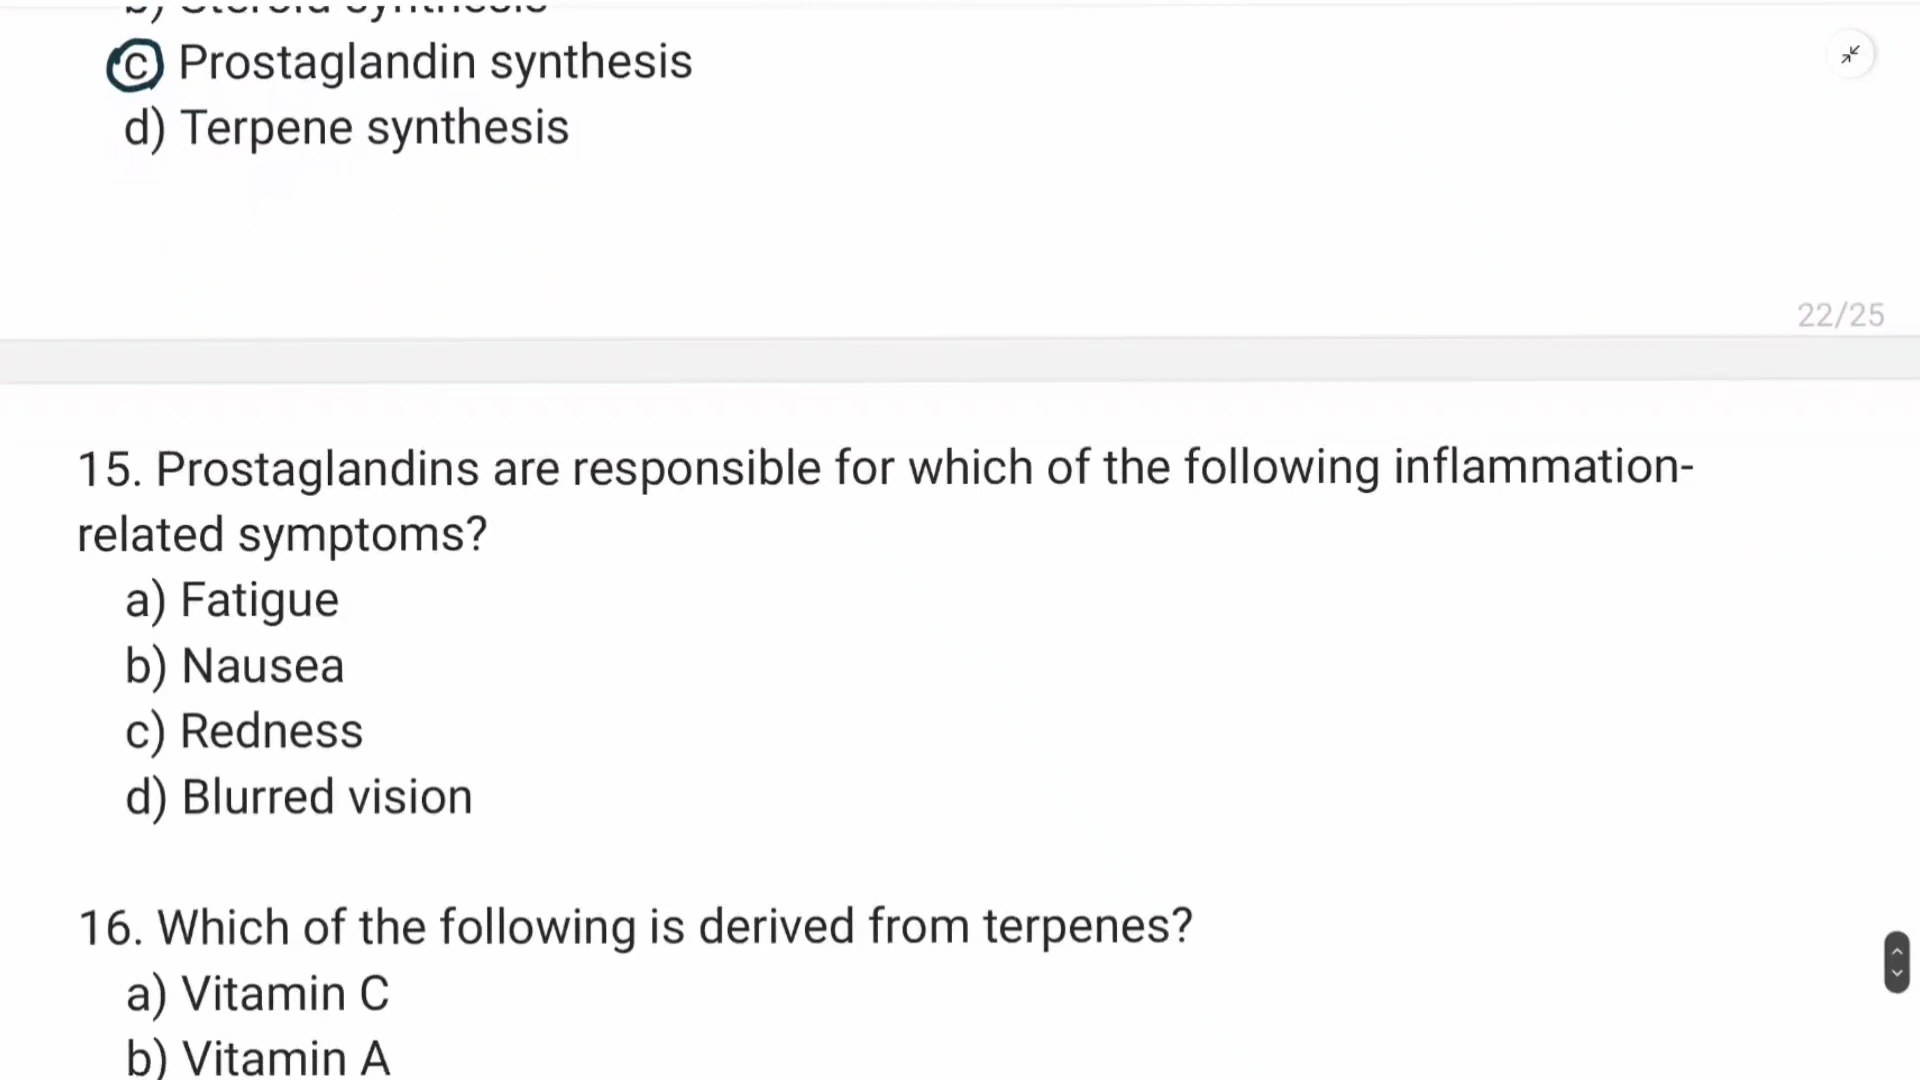 c) Prostaglandin synthesis
d) Terpene synthesis
22/25
15. Prostaglandins are responsible for which of the following inflammation-
related symptoms?
a) Fatigue
b) Nausea
c) Redness
d) Blurred vision
16. Which of the following is derived from terpenes?
a) Vitamin C
b) Vitamin A